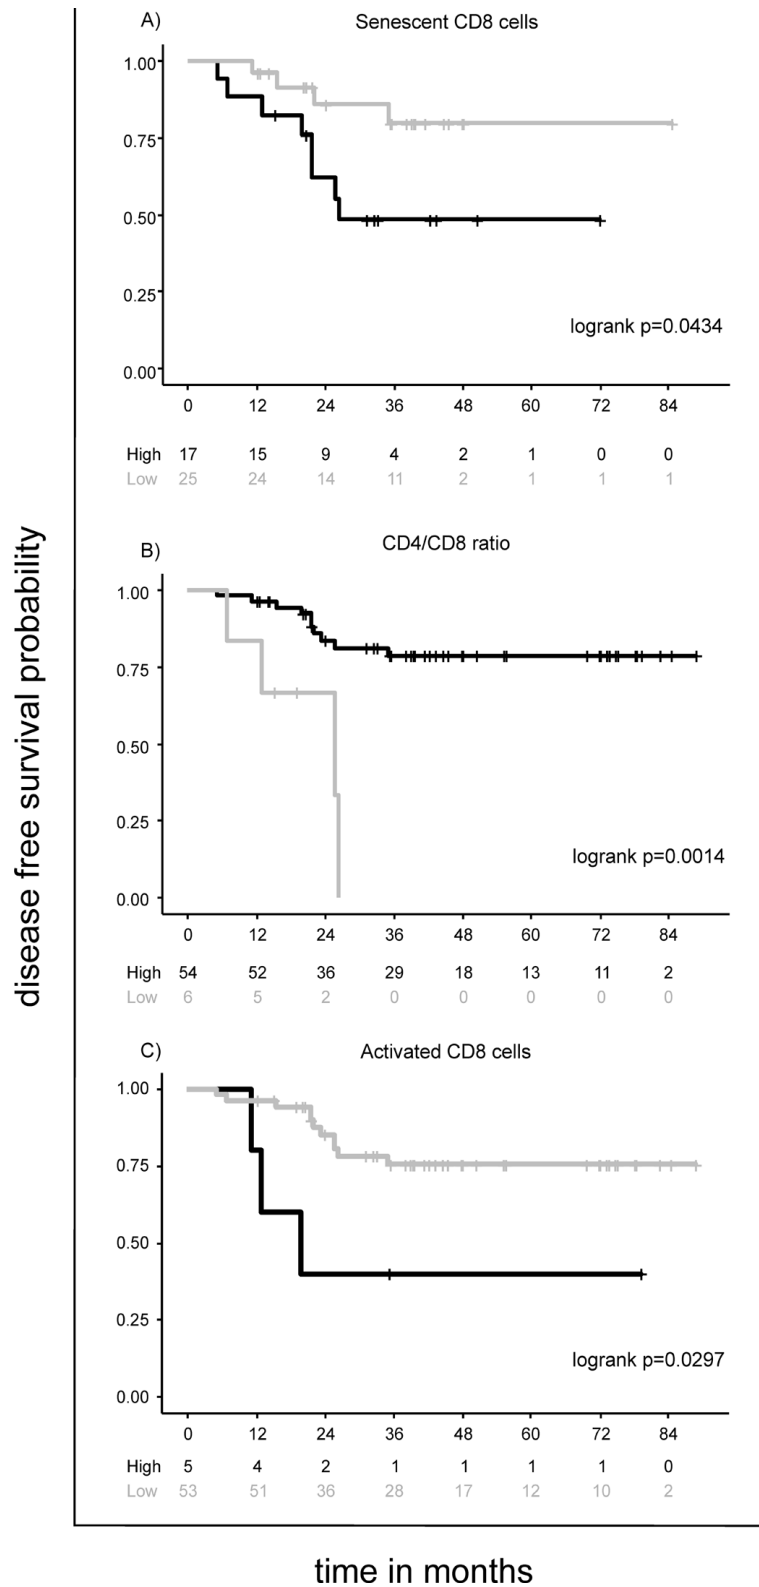 A)
Senescent CD8 cells
1.00
0.75
0.50
0.25
0.00
logrank p=0.0434
0 12 24 36 48 60 72 84
High 17 15 9 4 2 1 0 0
Low 25 24 14 11 2 1 1 1
B)
CD4/CD8 ratio
1.00
0.75
0.50
0.25
0.00
logrank p=0.0014
0 12 24 36 48 60 72 84
High 54 52 36 29 18 13 11 2
Low 6 5 2 0 0 0 0 0
C)
Activated CD8 cells
1.00
0.75
0.50
0.25
0.00
logrank p=0.0297
0 12 24 36 48 60 72 84
High 5 4 2 1 1 1 1 0
Low 53 51 36 28 17 12 10 2
disease free survival probability
time in months